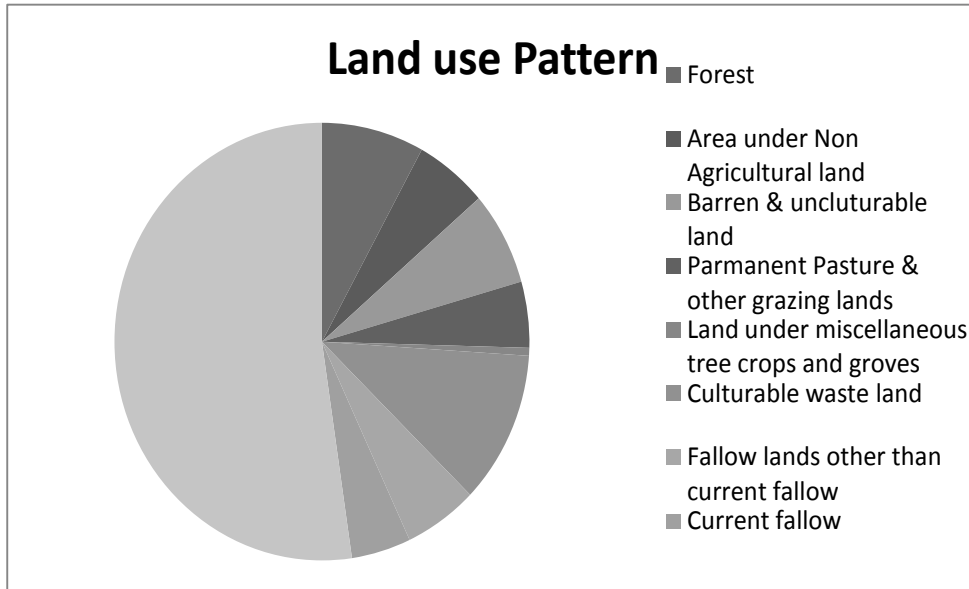 Land use Pattern
Forest
Area under Non
Agricultural land
Barren & uncluturable
land
Parmanent Pasture &
other grazing lands
Land under miscellaneous
tree crops and groves
Culturable waste land
Fallow lands other than
current fallow
Current fallow